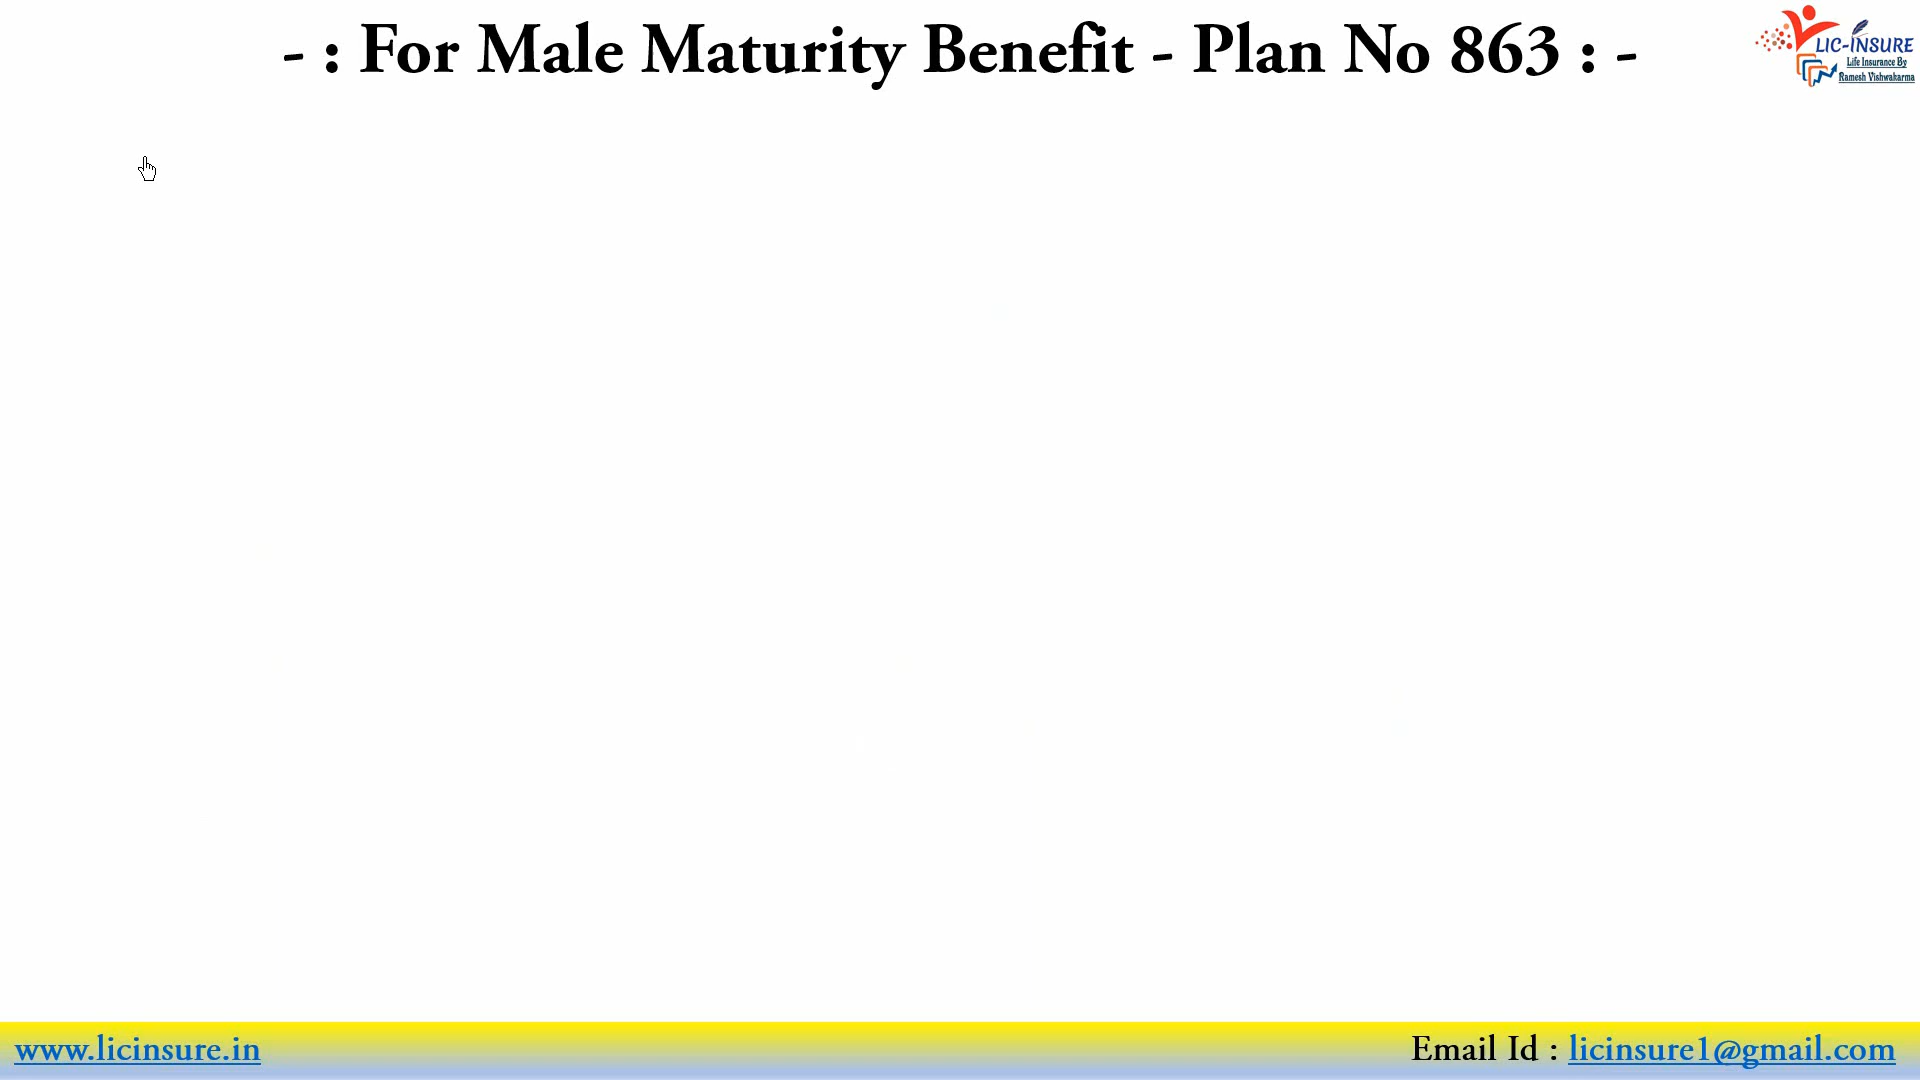 - : For Male Maturity Benefit - Plan No 863 : -
LIC-INSURE
Life Insurance By
Ramesh Vishwakarma
www.licinsure.in
Email Id : licinsure1@gmail.com